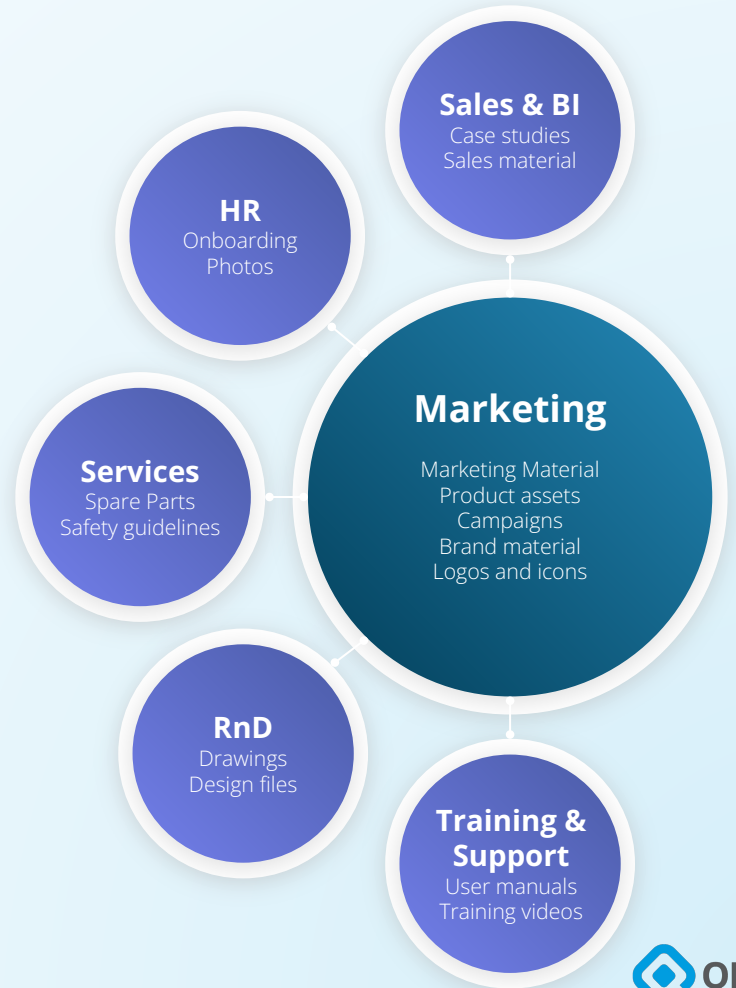 Sales & BI
Case studies
Sales material
HR
Onboarding
Photos
Marketing
Marketing Material
Product assets
Campaigns
Brand material
Logos and icons
Services
Spare Parts
Safety guidelines
RnD
Drawings
Design files
Training &
Support
User manuals
Training videos